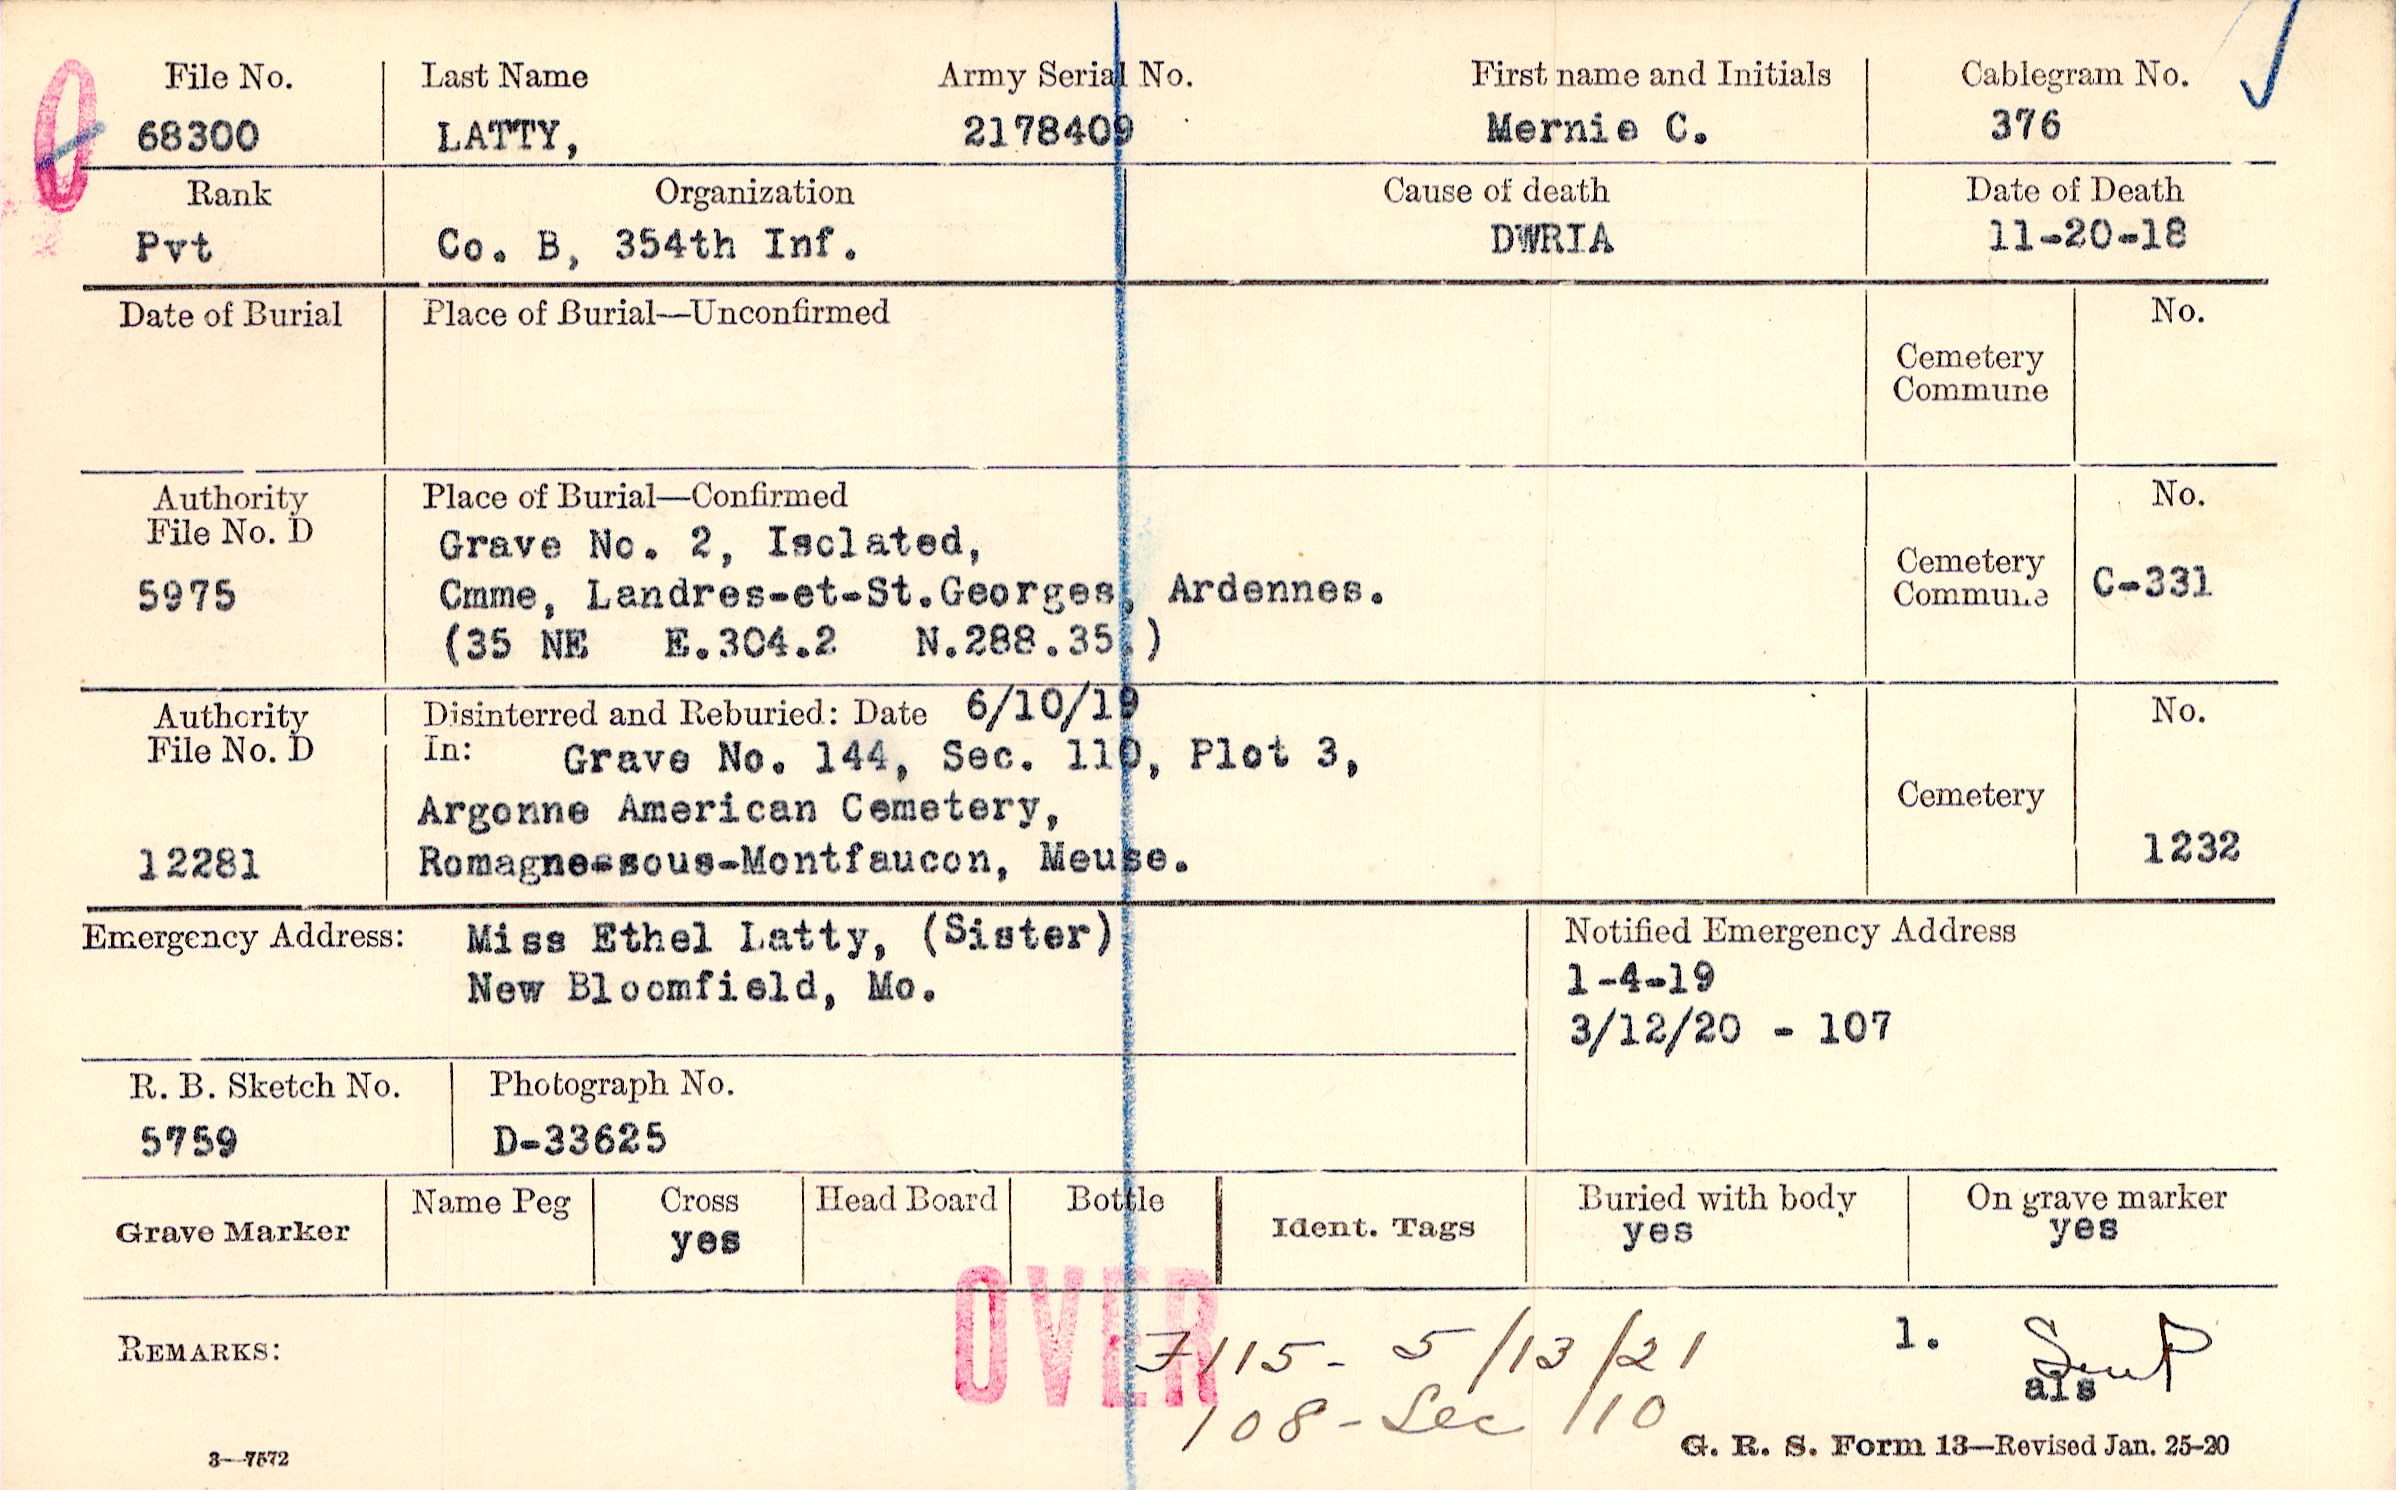 File No. Last Name Army Serial No. First name and Initials Cablegram No.
68300 LATTY, 2178409 Mernie C. 376
Rank Organization Cause of death Date of Death
Pvt Co. B, 354th Inf. DWRIA 11-20-18
Date of Burial Place of Burial—Unconfirmed No.
Cemetery
Commune
Authority Place of Burial—Confirmed No.
File No. D
Grave No. 2, Isolated,
5975 Cmme, Landres-et-St.Georges, Ardennes. Cemetery
Commune C-331
(35 NE E.304.2 N.288.35.)
Authority Disinterred and Reburied: Date 6/10/19 No.
File No. D In: Grave No. 144, Sec. 110, Plot 3,
Argonne American Cemetery, Cemetery
12281 Romagne-sous-Montfaucon, Meuse. 1232
Emergency Address: Miss Ethel Latty, (Sister) Notified Emergency Address
New Bloomfield, Mo. 1-4-19
3/12/20 - 107
R. B. Sketch No. Photograph No.
5759 D-33625
Grave Marker Name Peg Cross Head Board Bottle Ident. Tags Buried with body On grave marker
yes yes yes
OVER
REMARKS: 7115- 5/13/21 1.
als
108-Sec 110
3—7572 G. R. S. Form 13—Revised Jan. 25-20